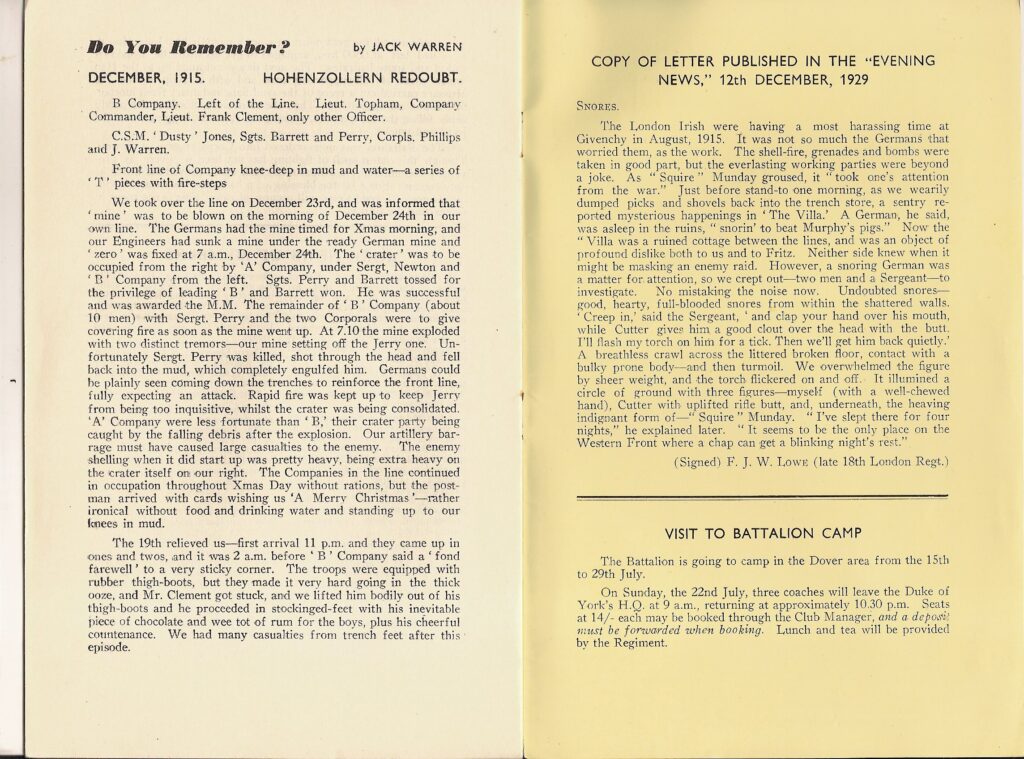 Do You Remember? by JACK WARREN
DECEMBER, 1915. HOHENZOLLERN REDOUBT.
B Company. Left of the Line. Lieut. Topham, Company
Commander, Lieut. Frank Clement, only other Officer.
C.S.M. ‘ Dusty ’ Jones, Sgts. Barrett and Perry, Corpls. Phillips
and J. Warren.
Front line of Company knee-deep in mud and water—a series of
‘ T ’ pieces with fire-steps
We took over the line on December 23rd, and was informed that
‘ mine ’ was to be blown on the morning of December 24th in our
own line. The Germans had the mine timed for Xmas morning, and
our Engineers had sunk a mine under the ready German mine and
‘ zero ’ was fixed at 7 a.m., December 24th. The ‘ crater ’ was to be
occupied from the right by ‘A’ Company, under Sergt, Newton and
‘ B ’ Company from the left. Sgts. Perry and Barrett tossed for
the privilege of leading ‘ B ’ and Barrett won. He was successful
and was awarded the M.M. The remainder of ‘ B ’ Company (about
10 men) with Sergt. Perry and the two Corporals were to give
covering fire as soon as the mine went up. At 7.10 the mine exploded
with two distinct tremors—our mine setting off the Jerry one. Un-
fortunately Sergt. Perry was killed, shot through the head and fell
back into the mud, which completely engulfed him. Germans could
be plainly seen coming down the trenches to reinforce the front line,
fully expecting an attack. Rapid fire was kept up to keep Jerry
from being too inquisitive, whilst the crater was being consolidated.
‘A’ Company were less fortunate than ‘ B,’ their crater party being
caught by the falling debris after the explosion. Our artillery bar-
rage must have caused large casualties to the enemy. The enemy
shelling when it did start up was pretty heavy, being extra heavy on
the crater itself on our right. The Companies in the line continued
in occupation throughout Xmas Day without rations, but the post-
man arrived with cards wishing us ‘A Merry Christmas ’—rather
ironical without food and drinking water and standing up to our
knees in mud.
The 19th relieved us—first arrival 11 p.m. and they came up in
ones and twos, and it was 2 a.m. before ‘ B ’ Company said a ‘ fond
farewell ’ to a very sticky corner. The troops were equipped with
rubber thigh-boots, but they made it very hard going in the thick
ooze, and Mr. Clement got stuck, and we lifted him bodily out of his
thigh-boots and he proceeded in stockinged-feet with his inevitable
piece of chocolate and wee tot of rum for the boys, plus his cheerful
countenance. We had many casualties from trench feet after this
episode.
COPY OF LETTER PUBLISHED IN THE “EVENING
NEWS,” 12th DECEMBER, 1929
SNORES.
The London Irish were having a most harassing time at
Givenchy in August, 1915. It was not so much the Germans that
worried them, as the work. The shell-fire, grenades and bombs were
taken in good part, but the everlasting working parties were beyond
a joke. As “ Squire ” Munday groused, it “ took one's attention
from the war.” Just before stand-to one morning, as we wearily
dumped picks and shovels back into the trench store, a sentry re-
ported mysterious happenings in ‘ The Villa.’ A German, he said,
was asleep in the ruins, “ snorin’ to beat Murphy's pigs.” Now the
“ Villa was a ruined cottage between the lines, and was an object of
profound dislike both to us and to Fritz. Neither side knew when it
might be masking an enemy raid. However, a snoring German was
a matter for attention, so we crept out—two men and a Sergeant—to
investigate. No mistaking the noise now. Undoubted snores—
good, hearty, full-blooded snores from within the shattered walls.
‘ Creep in,’ said the Sergeant, ‘ and clap your hand over his mouth,
while Cutter gives him a good clout over the head with the butt.
I'll flash my torch on him for a tick. Then we'll get him back quietly.’
A breathless crawl across the littered broken floor, contact with a
bulky prone body—and then turmoil. We overwhelmed the figure
by sheer weight, and the torch flickered on and off. It illumined a
circle of ground with three figures—myself (with a well-chewed
hand), Cutter with uplifted rifle butt, and, underneath, the heaving
indignant form of—“ Squire ” Munday. “ I've slept there for four
nights,” he explained later. “ It seems to be the only place on the
Western Front where a chap can get a blinking night's rest.”
(Signed) F. J. W. LOWE (late 18th London Regt.)
VISIT TO BATTALION CAMP
The Battalion is going to camp in the Dover area from the 15th
to 29th July.
On Sunday, the 22nd July, three coaches will leave the Duke of
York's H.Q. at 9 a.m., returning at approximately 10.30 p.m. Seats
at 14/- each may be booked through the Club Manager, and a deposit
must be forwarded when booking. Lunch and tea will be provided
by the Regiment.